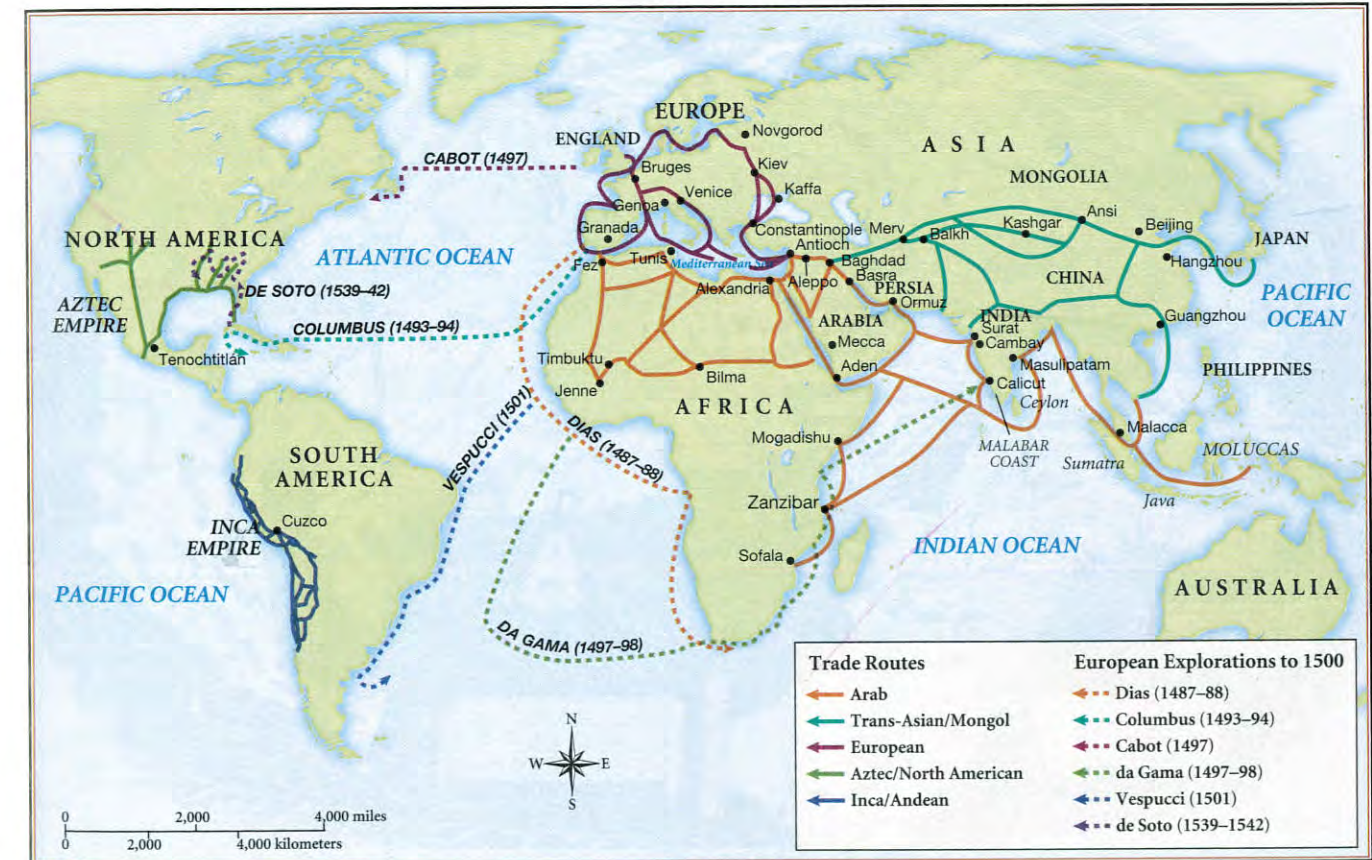 EUROPE
ENGLAND
Novgorod
ASIA
CABOT (1497)
Bruges
Kiev
MONGOLIA
Venice
Kaffa
Genoa
Granada
Constantinople
Merv
Kashgar
Ansi
Beijing
NORTH AMERICA
ATLANTIC OCEAN
Antioch
Balkh
JAPAN
Fez
Tunis
Mediterranean
Baghdad
Hangzhou
Basra
CHINA
DE SOTO (1539–42)
Alexandria
Aleppo
PERSIA
PACIFIC
OCEAN
AZTEC
EMPIRE
Ormuz
COLUMBUS (1493–94)
ARABIA
INDIA
Guangzhou
Surat
Mecca
Cambay
Tenochtitlán
Timbuktu
Masulipatam
PHILIPPINES
Bilma
Aden
Jenne
Calicut
Ceylon
AFRICA
VESPUCCI (1501)
DIAS (1487–88)
Mogadishu
Malacca
MALABAR
COAST
MOLUCCAS
SOUTH
AMERICA
Sumatra
Zanzibar
Java
INCA
EMPIRE
Cuzco
Sofala
INDIAN OCEAN
PACIFIC OCEAN
AUSTRALIA
DA GAMA (1497–98)
Trade Routes
Arab
Trans-Asian/Mongol
European
Aztec/North American
Inca/Andean
European Explorations to 1500
Dias (1487–88)
Columbus (1493–94)
Cabot (1497)
da Gama (1497–98)
Vespucci (1501)
de Soto (1539–1542)
N
W
E
S
0
2,000
4,000 miles
0
2,000
4,000 kilometers